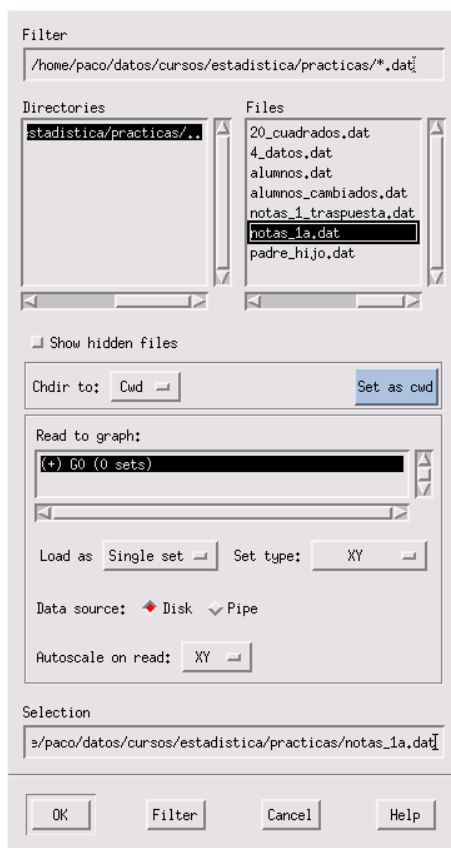 Filter
/home/paco/datos/cursos/estadistica/practicas/*.dat
Directories
stadistica/practicas/..
Files
20_cuadrados.dat
4_datos.dat
alumnos.dat
alumnos_cambiados.dat
notas_1_traspuesta.dat
notas_1a.dat
padre_hijo.dat
Show hidden files
Chdir to: Cwd Set as cwd
Read to graph:
(+) G0 (0 sets)
Load as Single set Set type: XY
Data source: Disk Pipe
Autoscale on read: XY
Selection
e/paco/datos/cursos/estadistica/practicas/notas_1a.dat
OK Filter Cancel Help